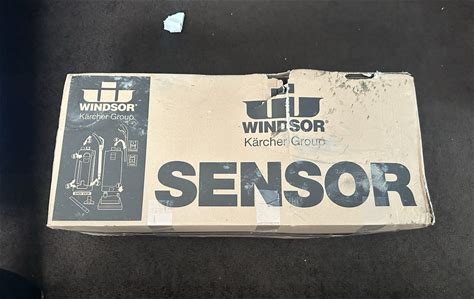 WINDSOR®
Kärcher Group
WINDSOR®
Kärcher Group
SENSOR